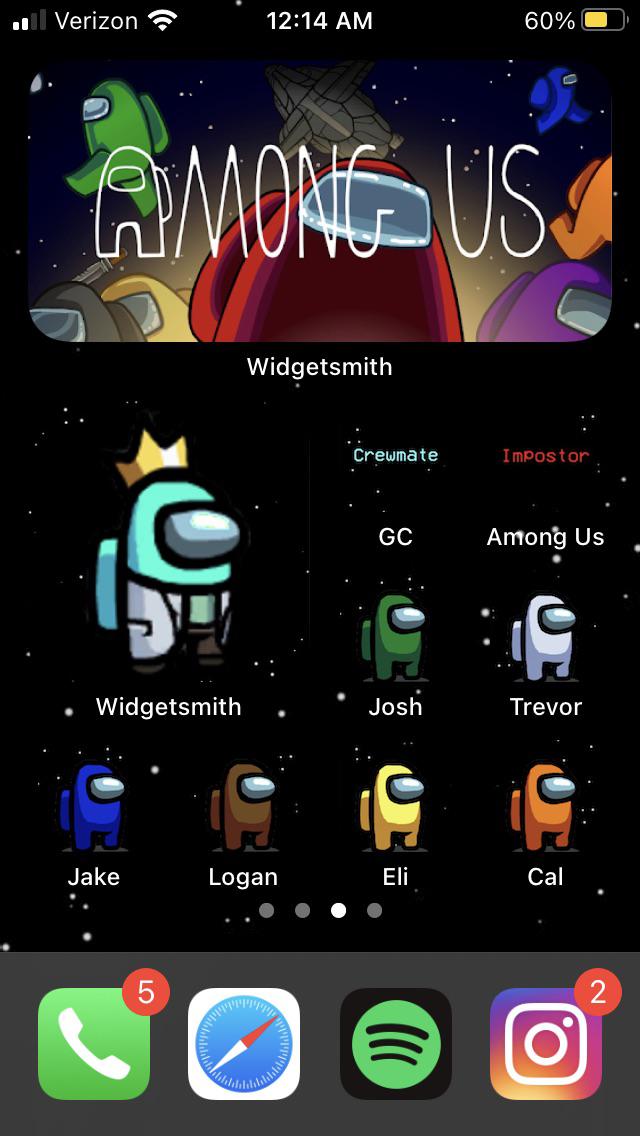 Verizon 12:14 AM 60%
AMONG US
Widgetsmith
Crewmate Impostor
GC Among Us
Widgetsmith Josh Trevor
Jake Logan Eli Cal
5 2